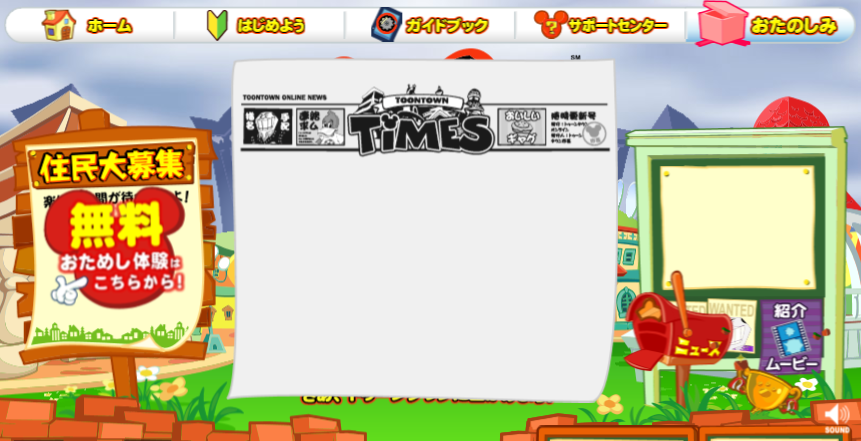 ホーム
はじめよう
ガイドブック
サポートセンター
おたのしみ
SM
TOONTOWN ONLINE NEWS
TOONTOWN
TIMES
おいしい
ギャグ
住民大募集
無料
おためし体験は
こちらから!
WANTED
ニュース
紹介
ムービー
SOUND